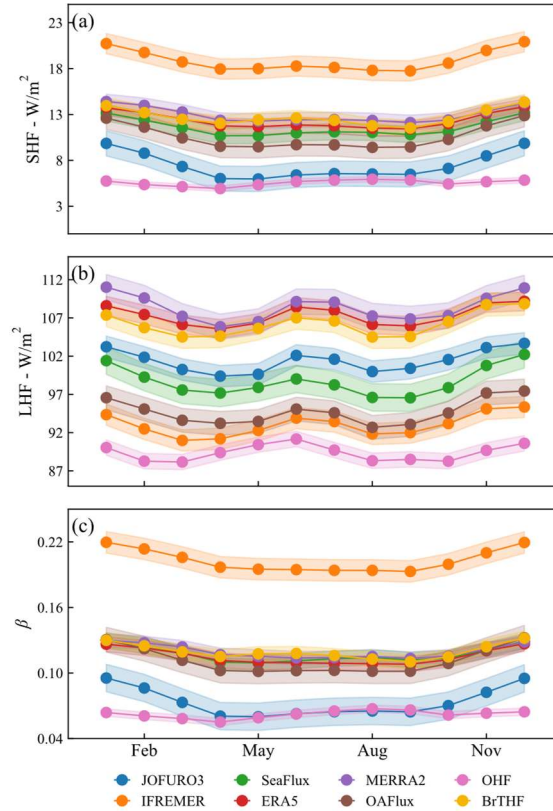 (a)
23
18
13
8
3
SHF - W/m²
(b)
112
107
102
97
92
87
LHF - W/m²
(c)
0.22
0.16
0.10
0.04
β
Feb May Aug Nov
JOFURO3 SeaFlux MERRA2 OHF
IFREMER ERA5 OAFlux BrTHF